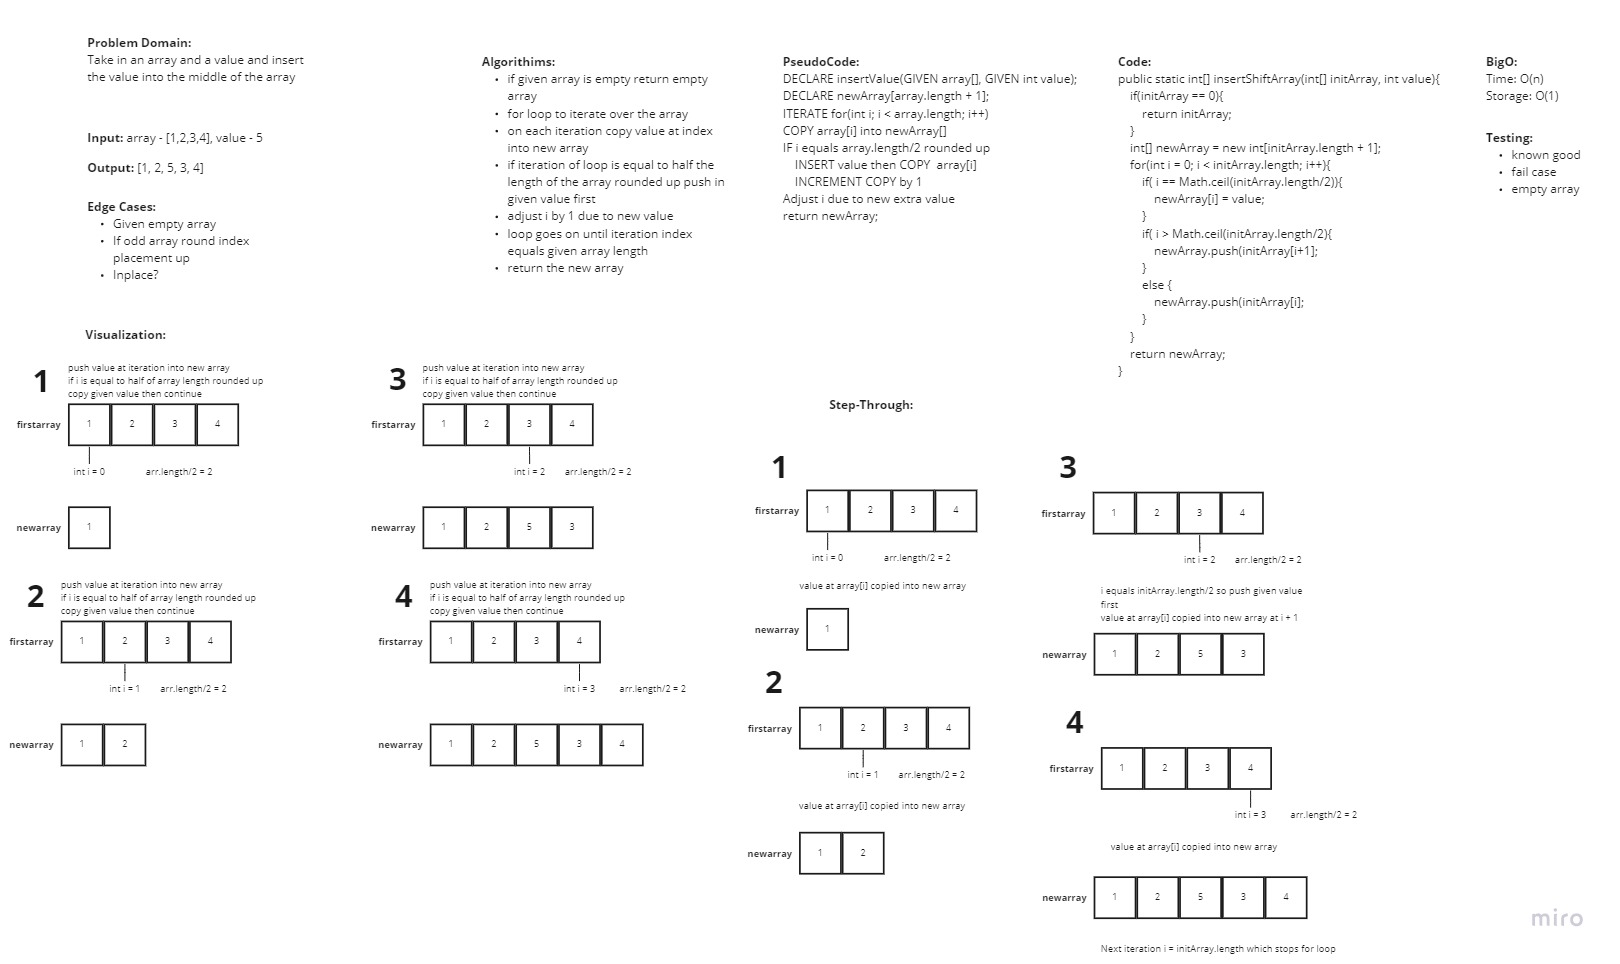 Problem Domain:
Take in an array and a value and insert
the value into the middle of the array
Input: array - [1,2,3,4], value - 5
Output: [1, 2, 5, 3, 4]
Edge Cases:
• Given empty array
• If odd array round index
placement up
• Inplace?
Algorithims:
• if given array is empty return empty
array
• for loop to iterate over the array
• on each iteration copy value at index
into new array
• if iteration of loop is equal to half the
length of the array rounded up push in
given value first
• adjust i by 1 due to new value
• loop goes on until iteration index
equals given array length
• return the new array
PseudoCode:
DECLARE insertValue(GIVEN array[], GIVEN int value);
DECLARE newArray[array.length + 1];
ITERATE for(int i; i < array.length; i++)
COPY array[i] into newArray[]
IF i equals array.length/2 rounded up
INSERT value then COPY  array[i]
INCREMENT COPY by 1
Adjust i due to new extra value
return newArray;
Code:
public static int[] insertShiftArray(int[] initArray, int value){
if(initArray == 0){
return initArray;
}
int[] newArray = new int[initArray.length + 1];
for(int i = 0; i < initArray.length; i++){
if( i == Math.ceil(initArray.length/2)){
newArray[i] = value;
}
if( i > Math.ceil(initArray.length/2){
newArray.push(initArray[i+1];
}
else {
newArray.push(initArray[i];
}
}
return newArray;
}
BigO:
Time: O(n)
Storage: O(1)
Testing:
• known good
• fail case
• empty array
Visualization:
1
push value at iteration into new array
if i is equal to half of array length rounded up
copy given value then continue
firstarray 1 2 3 4
int i = 0 arr.length/2 = 2
newarray 1
2
push value at iteration into new array
if i is equal to half of array length rounded up
copy given value then continue
firstarray 1 2 3 4
int i = 1 arr.length/2 = 2
newarray 1 2
3
push value at iteration into new array
if i is equal to half of array length rounded up
copy given value then continue
firstarray 1 2 3 4
int i = 2 arr.length/2 = 2
newarray 1 2 5 3
4
push value at iteration into new array
if i is equal to half of array length rounded up
copy given value then continue
firstarray 1 2 3 4
int i = 3 arr.length/2 = 2
newarray 1 2 5 3 4
Step-Through:
1
firstarray 1 2 3 4
int i = 0 arr.length/2 = 2
value at array[i] copied into new array
newarray 1
2
firstarray 1 2 3 4
int i = 1 arr.length/2 = 2
value at array[i] copied into new array
newarray 1 2
3
firstarray 1 2 3 4
int i = 2 arr.length/2 = 2
i equals initArray.length/2 so push given value
first
value at array[i] copied into new array at i + 1
newarray 1 2 5 3
4
firstarray 1 2 3 4
int i = 3 arr.length/2 = 2
value at array[i] copied into new array
newarray 1 2 5 3 4
Next iteration i = initArray.length which stops for loop
miro